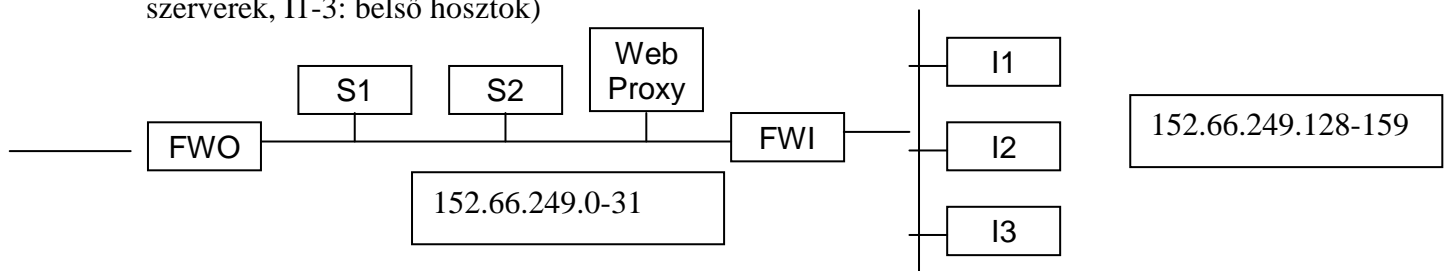 szerverek, I1-3: belső hosztok)
Web
Proxy
I1
S1
S2
FWO
FWI
I2
152.66.249.128-159
152.66.249.0-31
I3